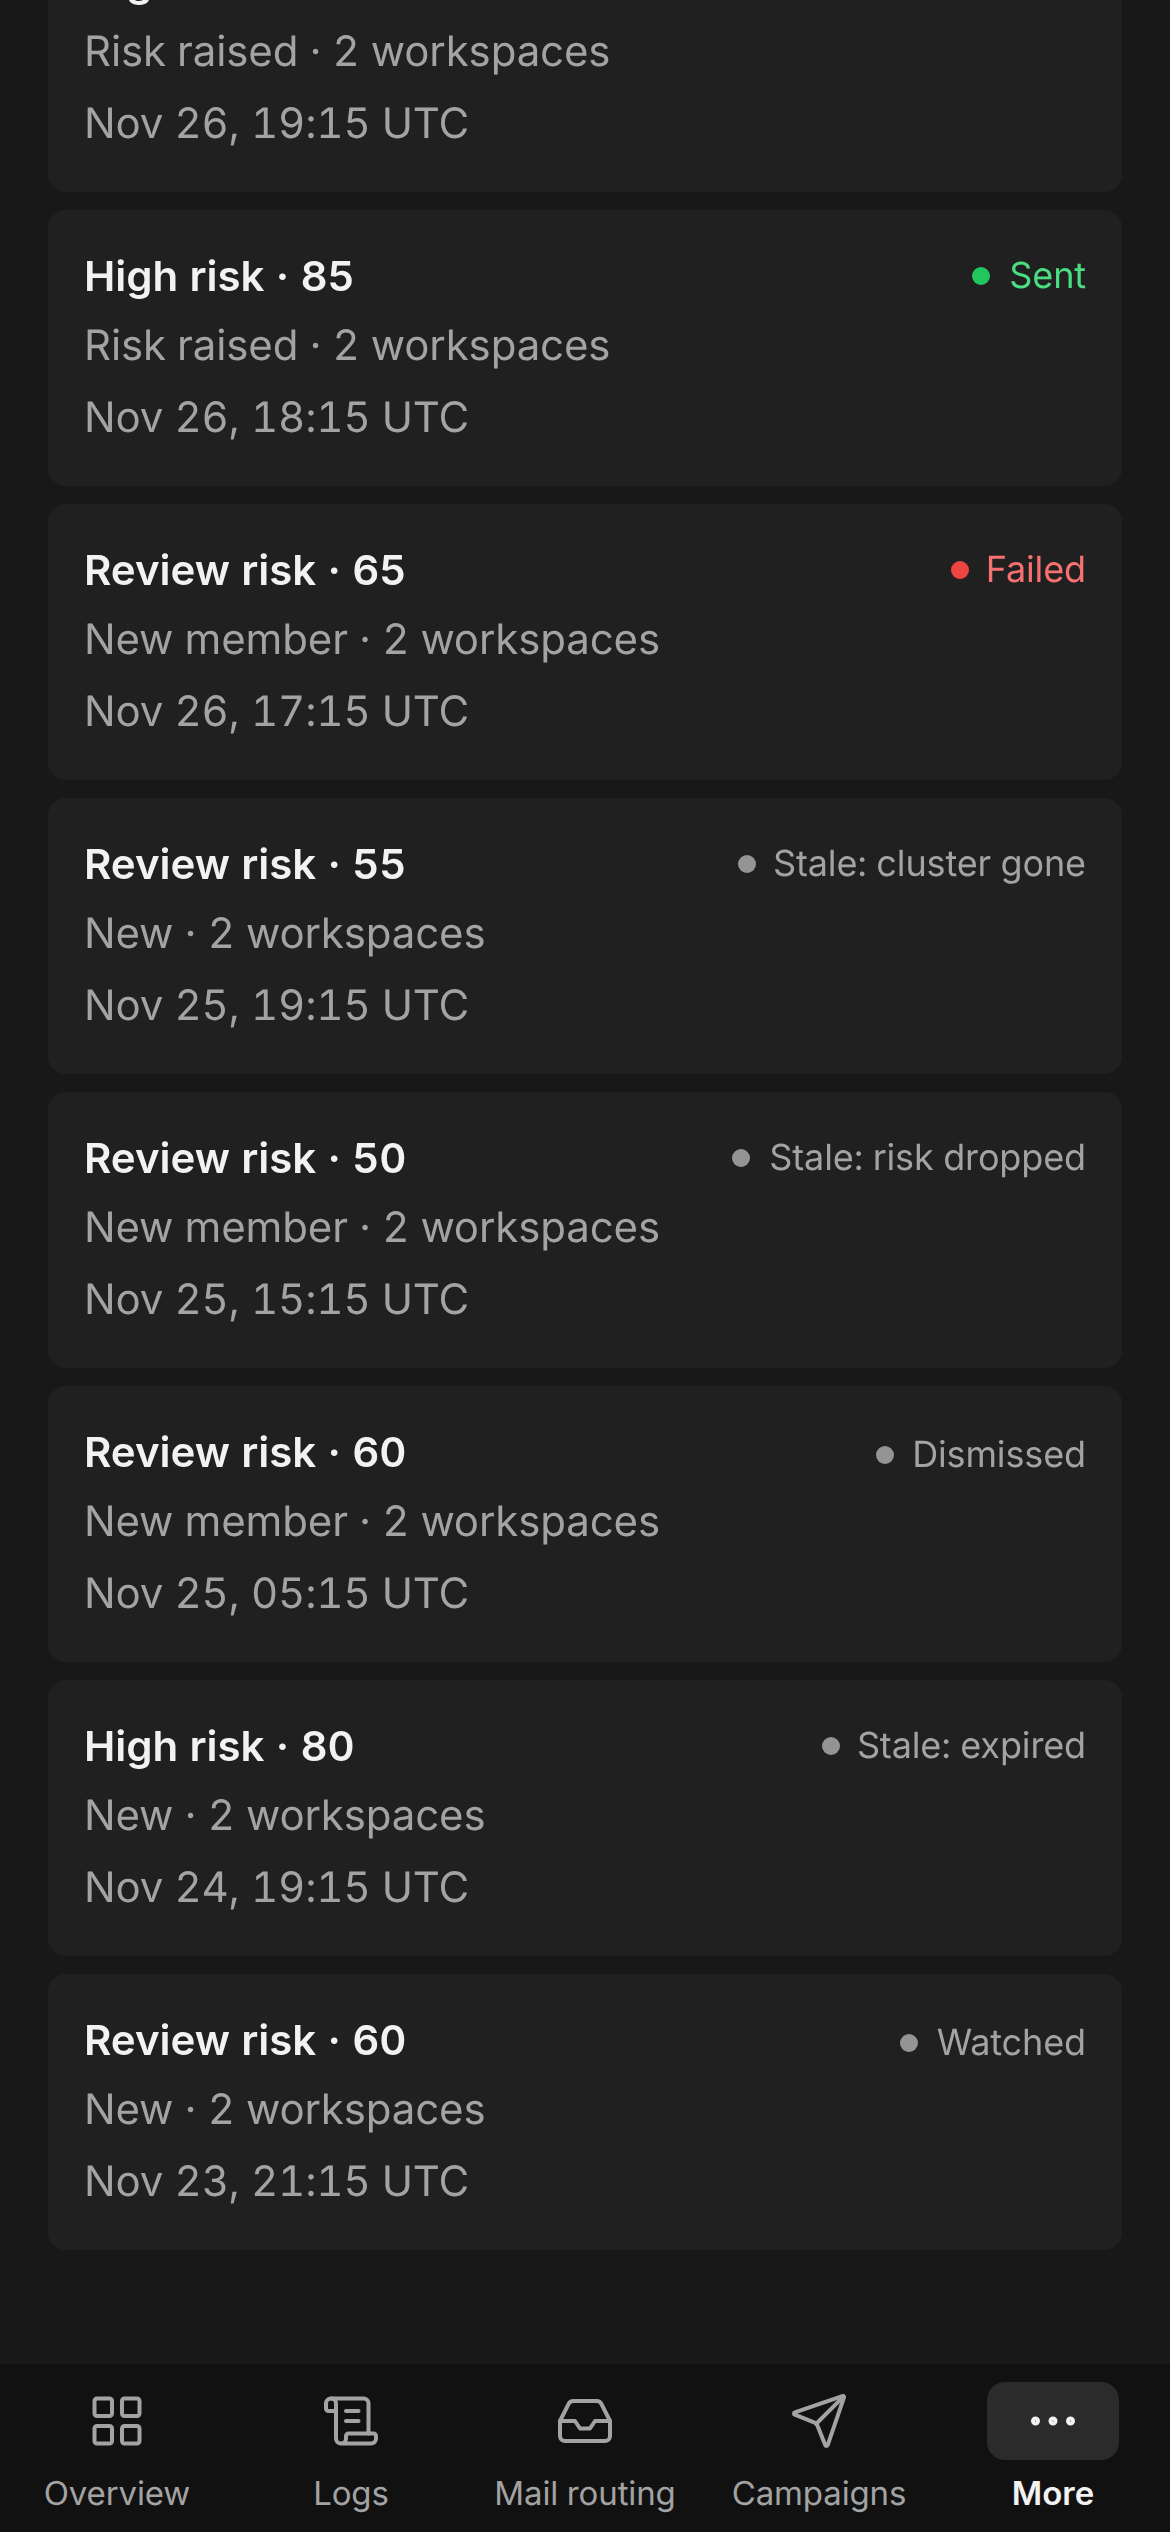 Risk raised · 2 workspaces
Nov 26, 19:15 UTC
High risk · 85
Sent
Risk raised · 2 workspaces
Nov 26, 18:15 UTC
Review risk · 65
Failed
New member · 2 workspaces
Nov 26, 17:15 UTC
Review risk · 55
Stale: cluster gone
New · 2 workspaces
Nov 25, 19:15 UTC
Review risk · 50
Stale: risk dropped
New member · 2 workspaces
Nov 25, 15:15 UTC
Review risk · 60
Dismissed
New member · 2 workspaces
Nov 25, 05:15 UTC
High risk · 80
Stale: expired
New · 2 workspaces
Nov 24, 19:15 UTC
Review risk · 60
Watched
New · 2 workspaces
Nov 23, 21:15 UTC
Overview
Logs
Mail routing
Campaigns
More